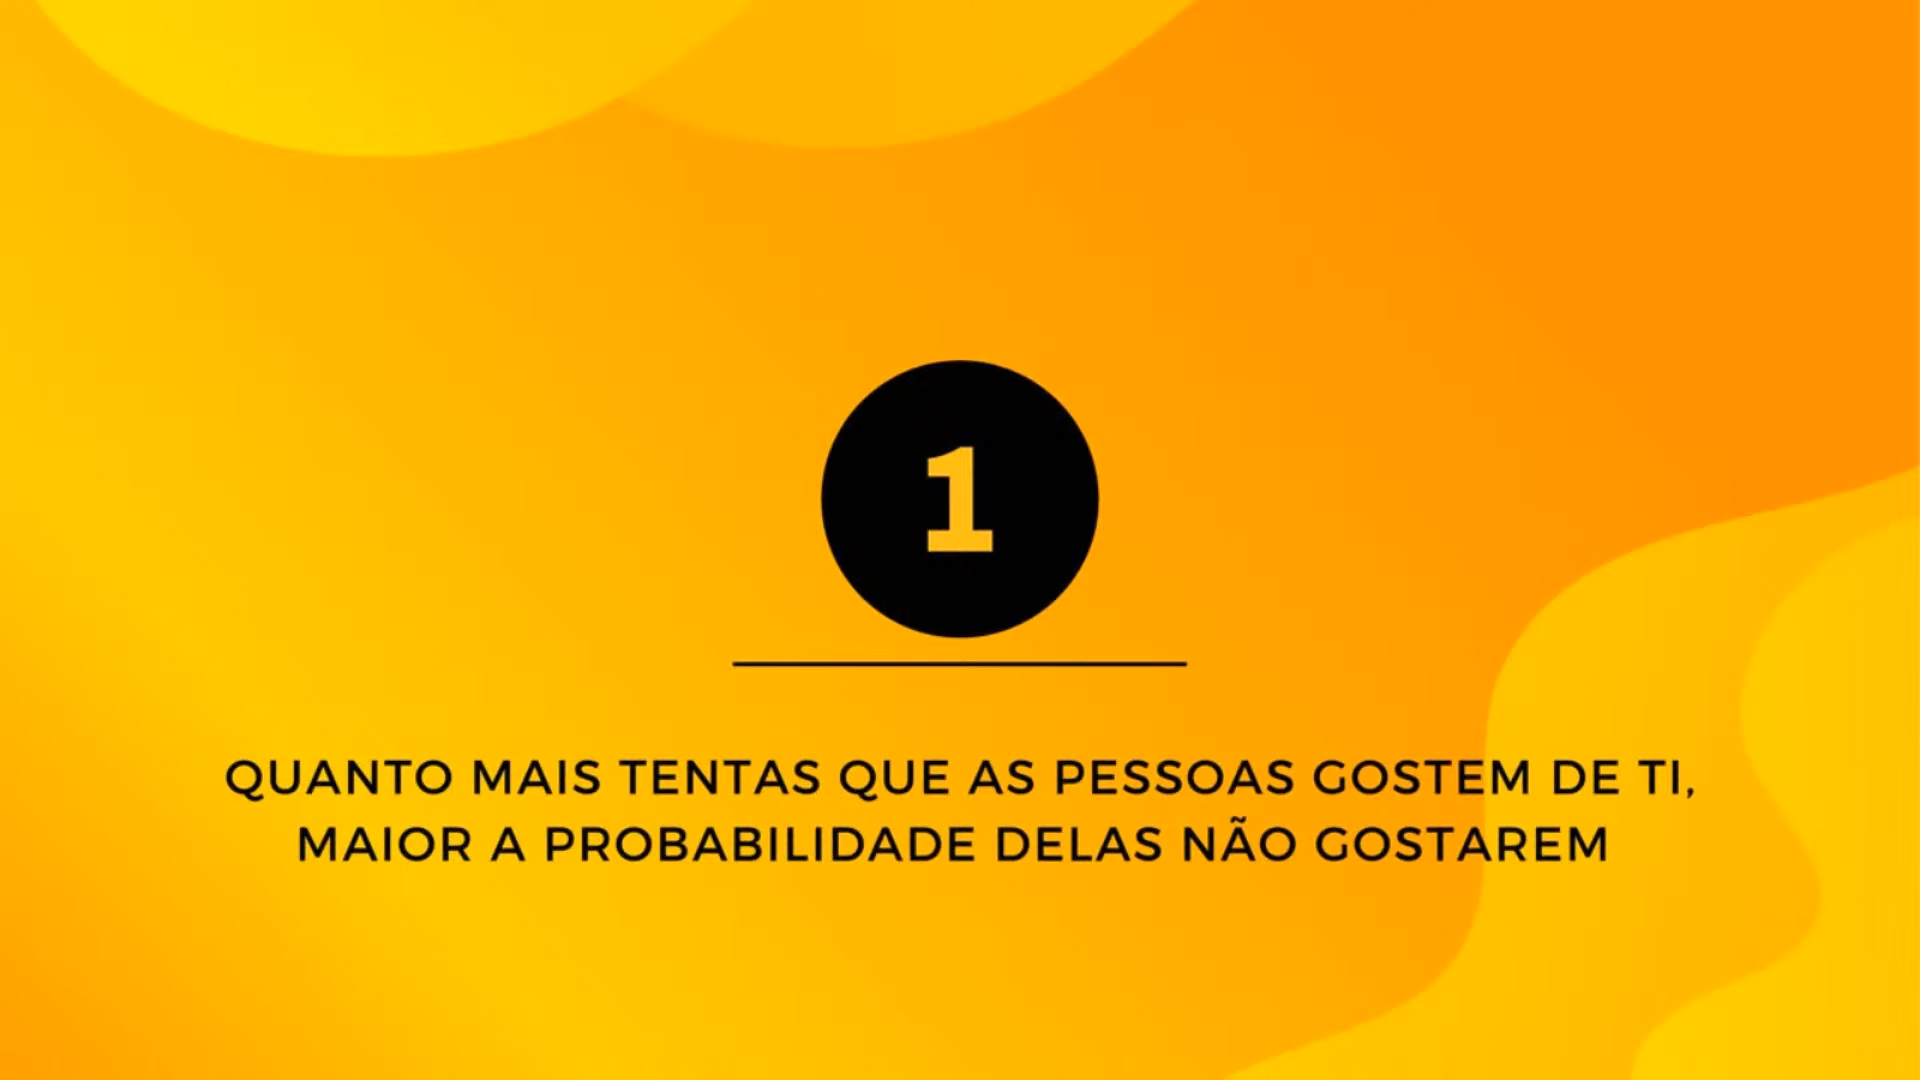 1
QUANTO MAIS TENTAS QUE AS PESSOAS GOSTEM DE TI,
MAIOR A PROBABILIDADE DELAS NÃO GOSTAREM